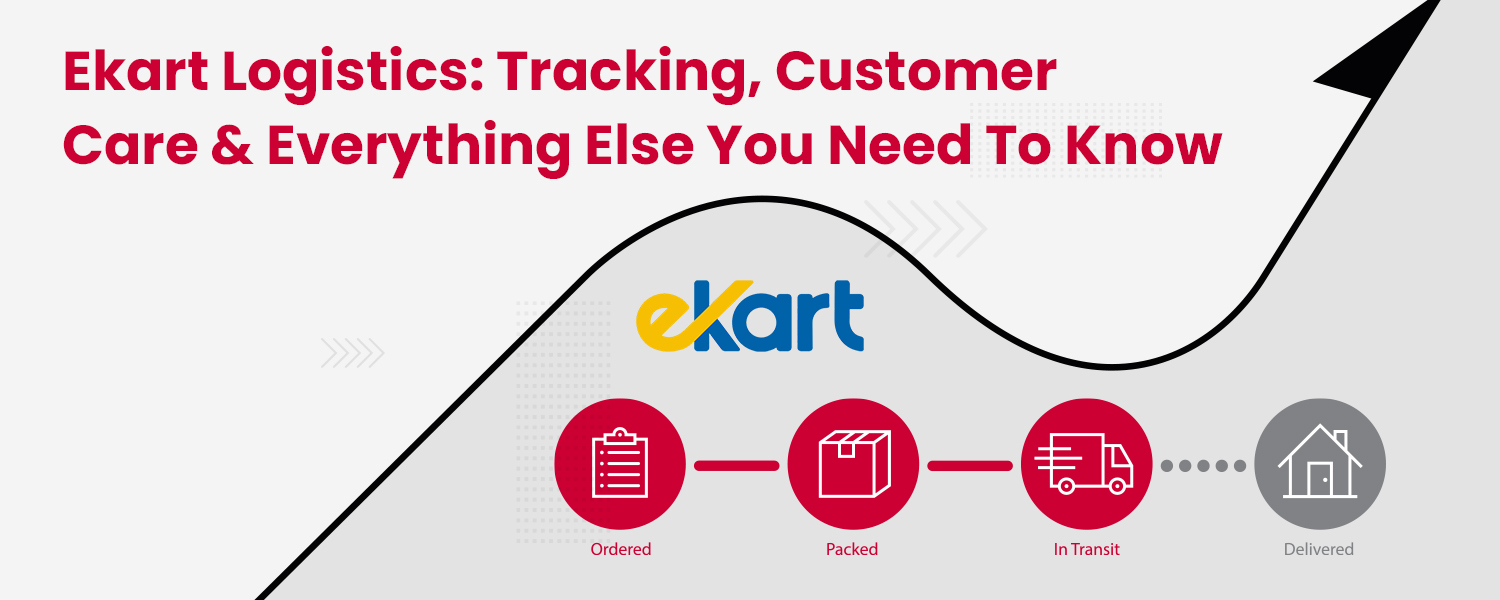 Ekart Logistics: Tracking, Customer
Care & Everything Else You Need To Know
ekart
Ordered
Packed
In Transit
Delivered